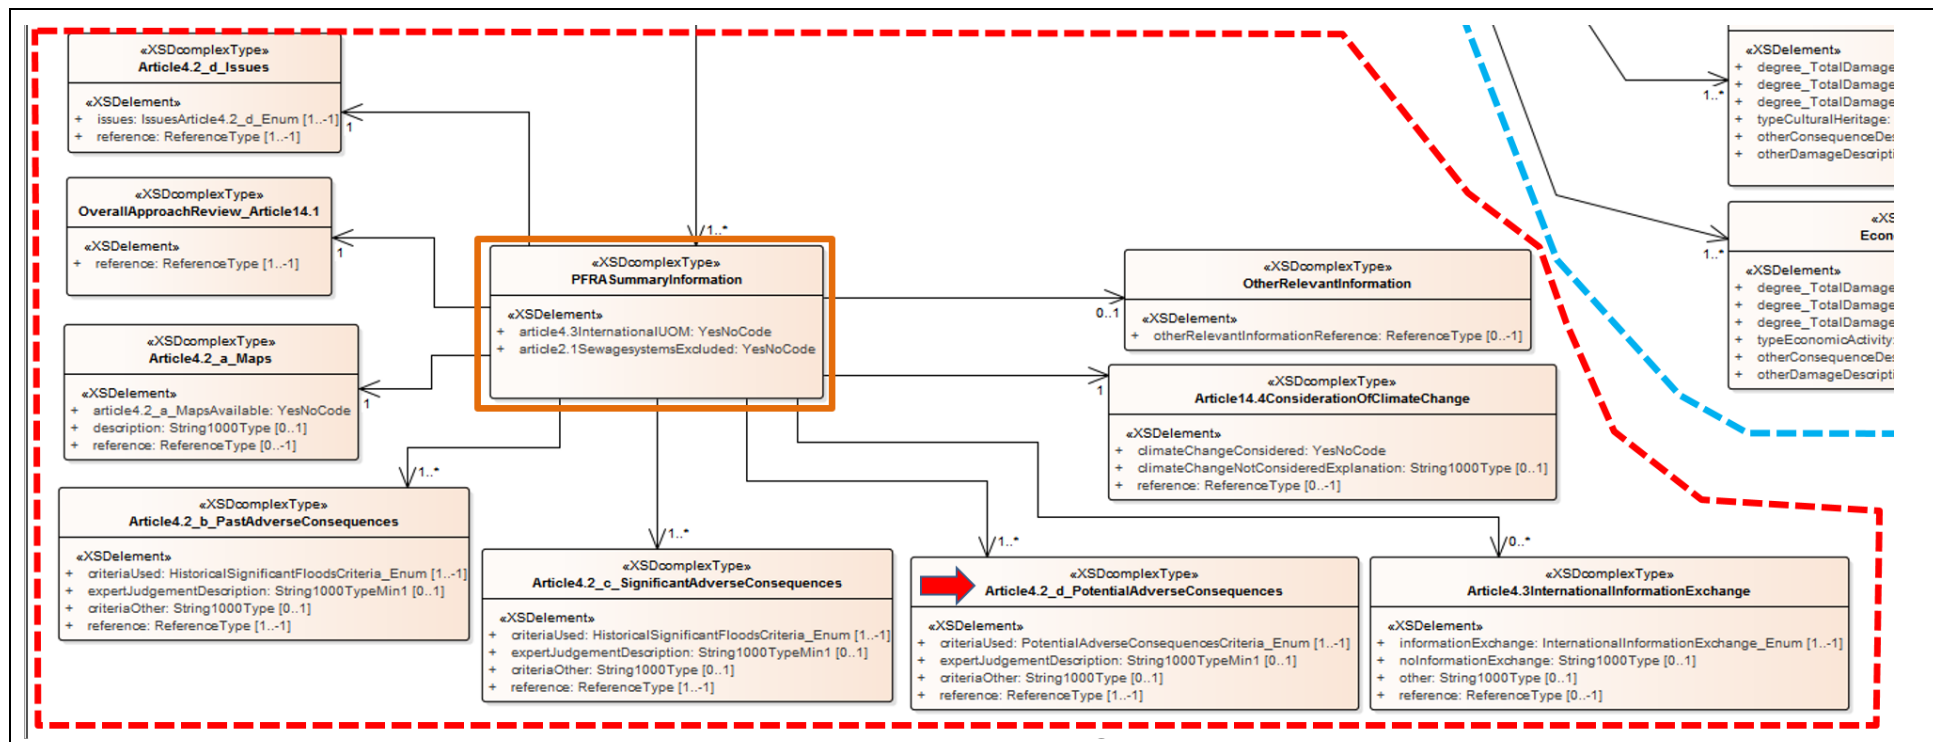 «XSDcomplexType»
Article4.2_d_Issues
«XSDelement»
+ issues: IssuesArticle4.2_d_Enum [1..-1]
+ reference: ReferenceType [1..-1]
1
«XSDcomplexType»
OverallApproachReview_Article14.1
«XSDelement»
+ reference: ReferenceType [1..-1]
1
«XSDcomplexType»
Article4.2_a_Maps
«XSDelement»
+ article4.2_a_MapsAvailable: YesNoCode
+ description: String1000Type [0..1]
+ reference: ReferenceType [0..-1]
1
1..*
«XSDcomplexType»
PFRASummaryInformation
«XSDelement»
+ article4.3InternationalUOM: YesNoCode
+ article2.1SewagesystemsExcluded: YesNoCode
0..1
«XSDcomplexType»
OtherRelevantInformation
«XSDelement»
+ otherRelevantInformationReference: ReferenceType [0..-1]
1
«XSDcomplexType»
Article14.4ConsiderationOfClimateChange
«XSDelement»
+ climateChangeConsidered: YesNoCode
+ climateChangeNotConsideredExplanation: String1000Type [0..1]
+ reference: ReferenceType [0..-1]
1..*
«XSDcomplexType»
Article4.2_b_PastAdverseConsequences
«XSDelement»
+ criteriaUsed: HistoricalSignificantFloodsCriteria_Enum [1..-1]
+ expertJudgementDescription: String1000TypeMin1 [0..1]
+ criteriaOther: String1000Type [0..1]
+ reference: ReferenceType [1..-1]
1..*
«XSDcomplexType»
Article4.2_c_SignificantAdverseConsequences
«XSDelement»
+ criteriaUsed: HistoricalSignificantFloodsCriteria_Enum [1..-1]
+ expertJudgementDescription: String1000TypeMin1 [0..1]
+ criteriaOther: String1000Type [0..1]
+ reference: ReferenceType [1..-1]
1..*
«XSDcomplexType»
Article4.2_d_PotentialAdverseConsequences
«XSDelement»
+ criteriaUsed: PotentialAdverseConsequencesCriteria_Enum [1..-1]
+ expertJudgementDescription: String1000TypeMin1 [0..1]
+ criteriaOther: String1000Type [0..1]
+ reference: ReferenceType [1..-1]
0..*
«XSDcomplexType»
Article4.3InternationalInformationExchange
«XSDelement»
+ informationExchange: InternationalInformationExchange_Enum [1..-1]
+ noInformationExchange: String1000Type [0..1]
+ other: String1000Type [0..1]
+ reference: ReferenceType [0..-1]
1..*
«XSDelement»
+ degree_TotalDamage
+ degree_TotalDamage
+ degree_TotalDamage
+ typeCulturalHeritage:
+ otherConsequenceDes
+ otherDamageDescripti
1..*
«XS
Econ
«XSDelement»
+ degree_TotalDamage
+ degree_TotalDamage
+ degree_TotalDamage
+ typeEconomicActivity:
+ otherConsequenceDes
+ otherDamageDescripti